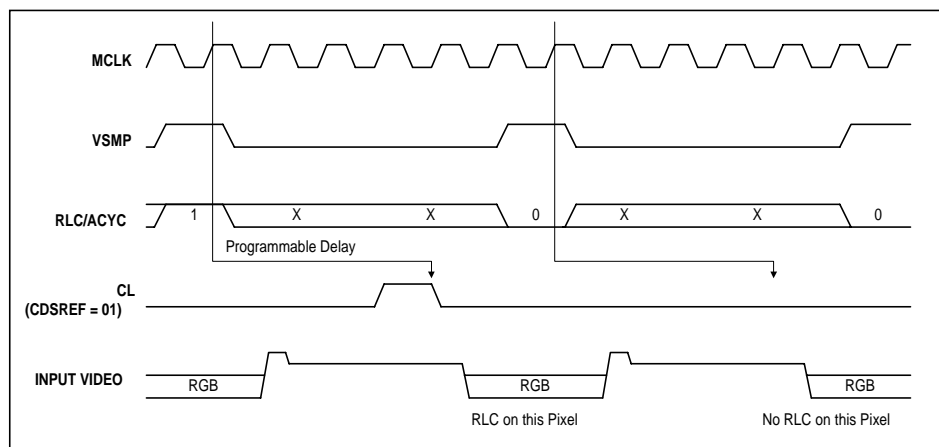 MCLK
VSMP
RLC/ACYC 1 X X 0 X X 0
Programmable Delay
CL
(CDSREF = 01)
INPUT VIDEO RGB RGB RGB
RLC on this Pixel No RLC on this Pixel